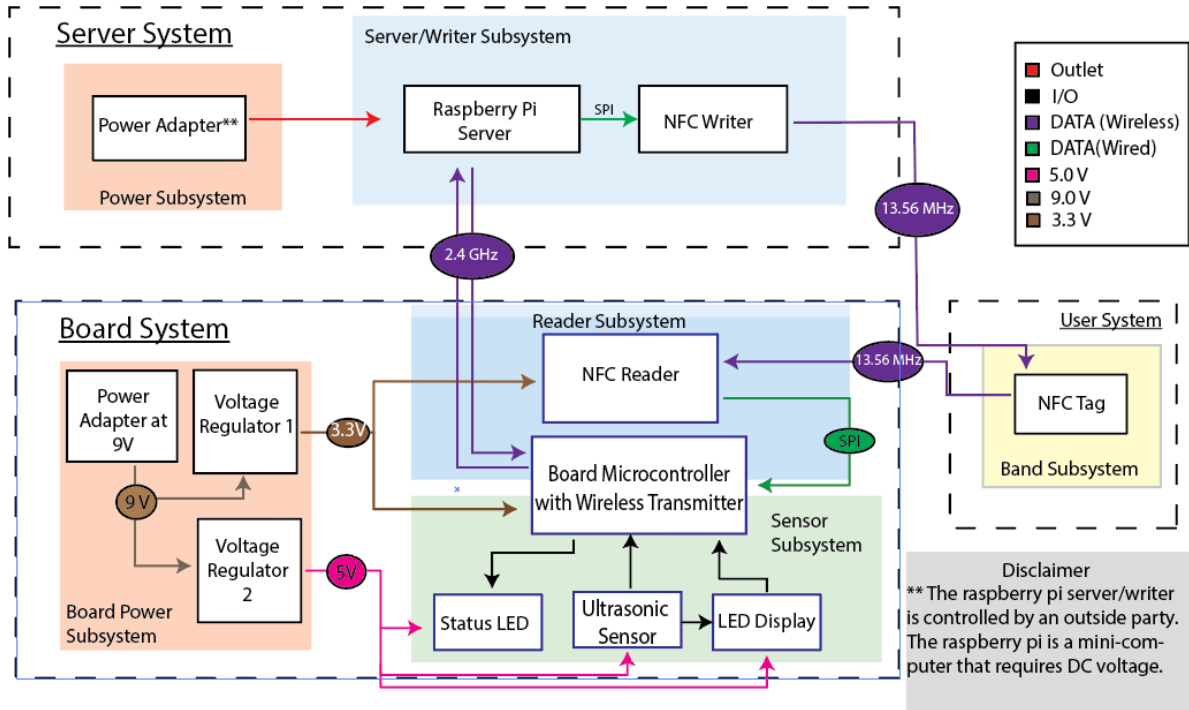 Server System
Server/Writer Subsystem
Power Adapter**
Power Subsystem
Raspberry Pi
Server
SPI
NFC Writer
Outlet
I/O
DATA (Wireless)
DATA(Wired)
5.0 V
9.0 V
3.3 V
13.56 MHz
2.4 GHz
Board System
Reader Subsystem
NFC Reader
13.56 MHz
User System
NFC Tag
Band Subsystem
Power
Adapter at
9V
Voltage
Regulator 1
3.3V
9 V
Voltage
Regulator
2
5V
Board Power
Subsystem
SPI
Board Microcontroller
with Wireless Transmitter
Sensor
Subsystem
Status LED
Ultrasonic
Sensor
LED Display
Disclaimer
** The raspberry pi server/writer
is controlled by an outside party.
The raspberry pi is a mini-com-
puter that requires DC voltage.